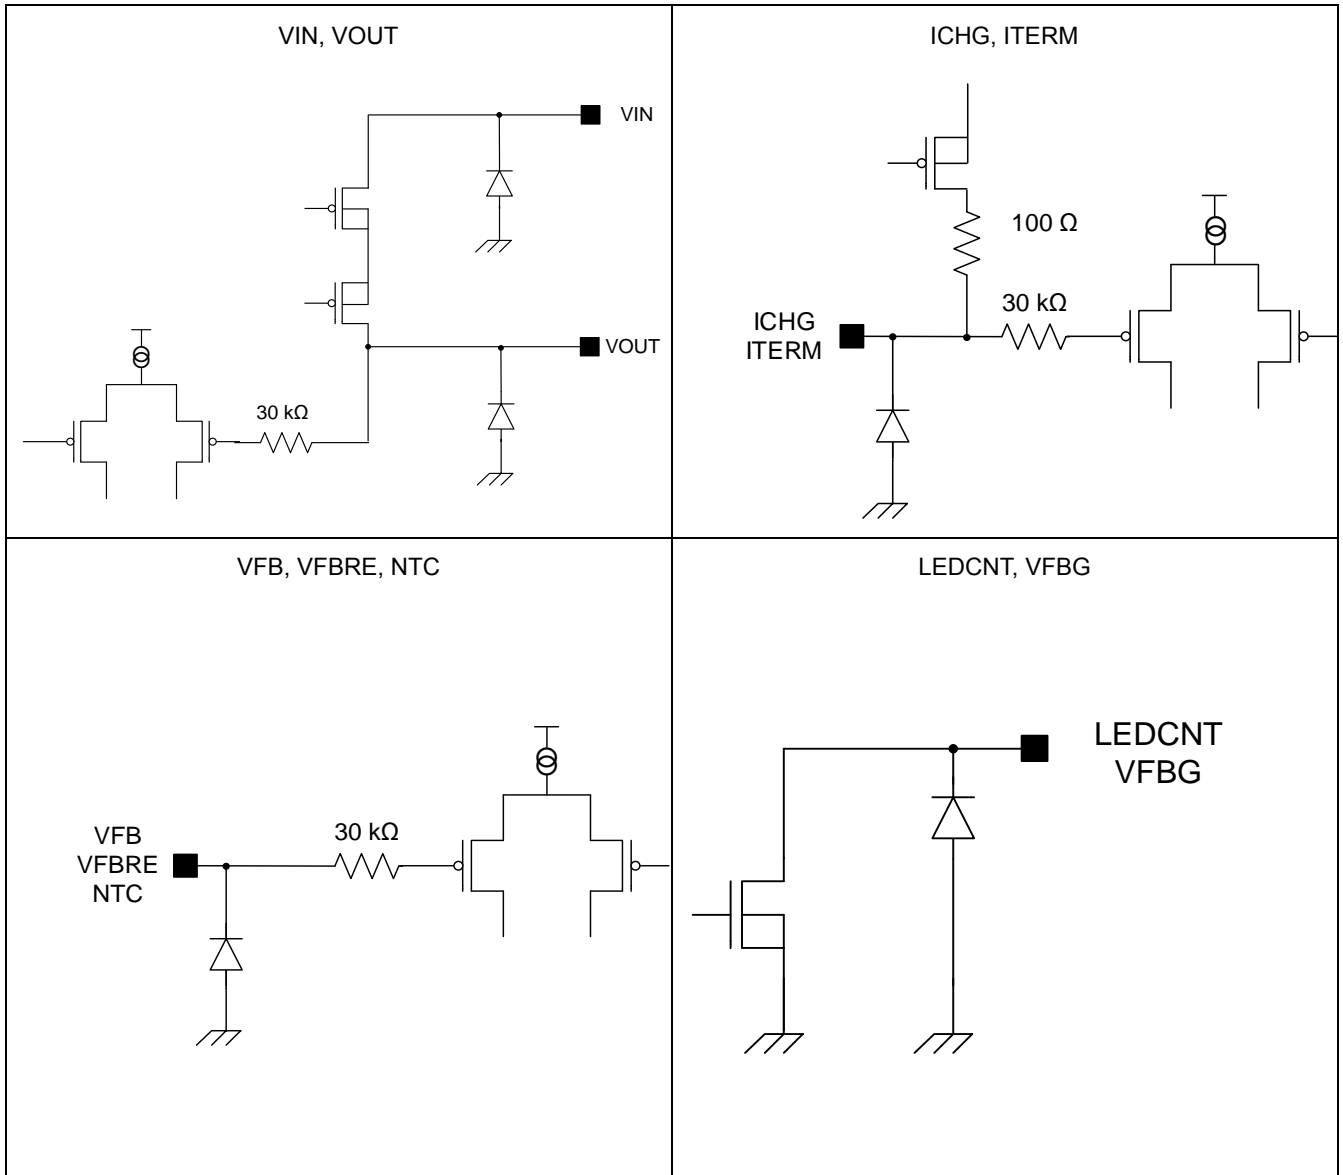 VIN, VOUT
VIN
VOUT
30 kΩ
ICHG, ITERM
100 Ω
30 kΩ
ICHG
ITERM
VFB, VFBRE, NTC
30 kΩ
VFB
VFBRE
NTC
LEDCNT, VFBG
LEDCNT
VFBG